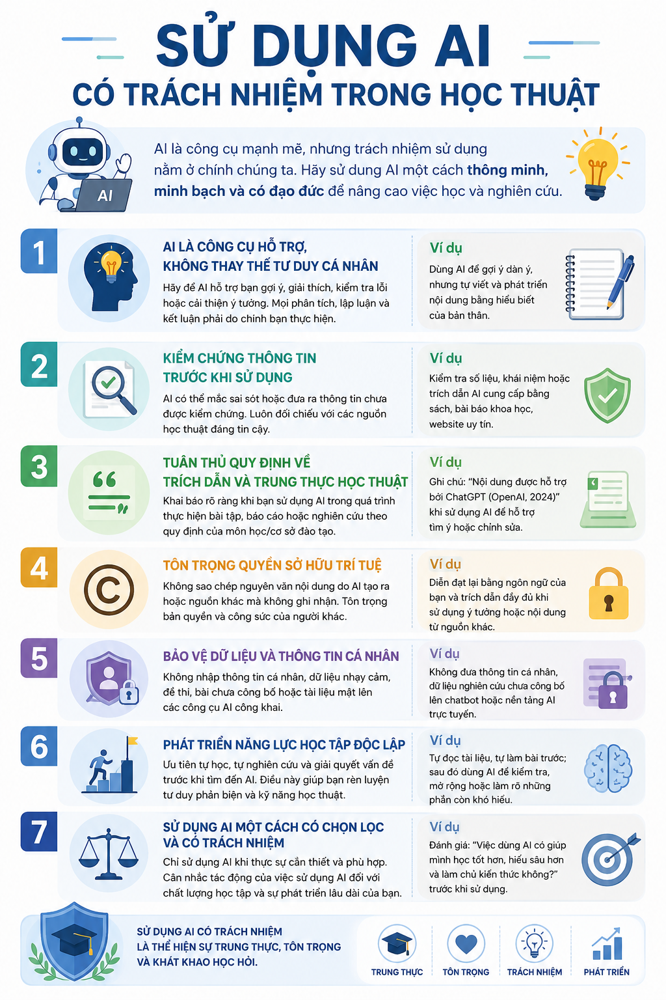 SỬ DỤNG AI
CÓ TRÁCH NHIỆM TRONG HỌC THUẬT
AI là công cụ mạnh mẽ, nhưng trách nhiệm sử dụng
nằm ở chính chúng ta. Hãy sử dung AI một cách thông minh,
minh bạch và có đạo đức để nâng cao việc học và nghiên cứu.
AI
1
AI LÀ CÔNG CỤ HỖ TRỢ,
KHÔNG THAY THẾ TƯ DUY CÁ NHÂN
Hãy để AI hỗ trợ bạn gợi ý, giải thích, kiểm tra lỗi
hoặc cải thiện ý tưởng. Mọi phân tích, lập luận và
kết luận phải do chính bạn thực hiện.
Ví dụ
Dùng AI để gợi ý dàn ý,
nhưng tự viết và phát triển
nội dung bằng hiểu biết
của bản thân.
2
KIỂM CHỨNG THÔNG TIN
TRƯỚC KHI SỬ DỤNG
AI có thể mắc sai sót hoặc đưa ra thông tin chưa
được kiểm chứng. Luôn đối chiếu với các nguồn
học thuật đáng tin cậy.
Ví dụ
Kiểm tra số liệu, khái niệm hoặc
trích dẫn AI cung cấp bằng
sách, bài báo khoa học,
website uy tín.
3
TUÂN THỦ QUY ĐỊNH VỀ
TRÍCH DẪN VÀ TRUNG THỰC HỌC THUẬT
Khai báo rõ ràng khi bạn sử dụng AI trong quá trình
thực hiện bài tập, báo cáo hoặc nghiên cứu theo
quy định của môn học/cơ sở đào tạo.
Ví dụ
Ghi chú: “Nội dung được hỗ trợ
bởi ChatGPT (OpenAI, 2024)”
khi sử dụng AI để hỗ trợ
tìm ý hoặc chỉnh sửa.
4
TÔN TRỌNG QUYỀN SỞ HỮU TRÍ TUỆ
Không sao chép nguyên văn nội dung do AI tạo ra
hoặc nguồn khác mà không ghi nhận. Tôn trọng
bản quyền và công sức của người khác.
Ví dụ
Diễn đạt lại bằng ngôn ngữ của
bạn và trích dẫn đầy đủ khi
sử dụng ý tưởng hoặc nội dung
từ nguồn khác.
5
BẢO VỆ DỮ LIỆU VÀ THÔNG TIN CÁ NHÂN
Không nhập thông tin cá nhân, dữ liệu nhạy cảm,
đề thi, bài chưa công bố hoặc tài liệu mật lên
các công cụ AI công khai.
Ví dụ
Không đưa thông tin cá nhân,
dữ liệu nghiên cứu chưa công bố
lên chatbot hoặc nền tảng AI
trực tuyến.
6
PHÁT TRIỂN NĂNG LỰC HỌC TẬP ĐỘC LẬP
Ưu tiên tự học, tự nghiên cứu và giải quyết vấn đề
trước khi tìm đến AI. Điều này giúp bạn rèn luyện
tư duy phản biện và kỹ năng học thuật.
Ví dụ
Tự đọc tài liệu, tự làm bài trước;
sau đó dùng AI để kiểm tra,
mở rộng hoặc làm rõ những
phần còn khó hiểu.
7
SỬ DỤNG AI MỘT CÁCH CÓ CHỌN LỌC
VÀ CÓ TRÁCH NHIỆM
Chỉ sử dụng AI khi thực sự cần thiết và phù hợp.
Cân nhắc tác động của việc sử dụng AI đối với
chất lượng học tập và sự phát triển lâu dài của bạn.
Ví dụ
Đánh giá: “Việc dùng AI có giúp
mình học tốt hơn, hiểu sâu hơn
và làm chủ kiến thức không?”
trước khi sử dụng.
SỬ DỤNG AI CÓ TRÁCH NHIỆM
LÀ THỂ HIỆN SỰ TRUNG THỰC, TÔN TRỌNG
VÀ KHÁT KHAO HỌC HỎI.
TRUNG THỰC
TÔN TRỌNG
TRÁCH NHIỆM
PHÁT TRIỂN